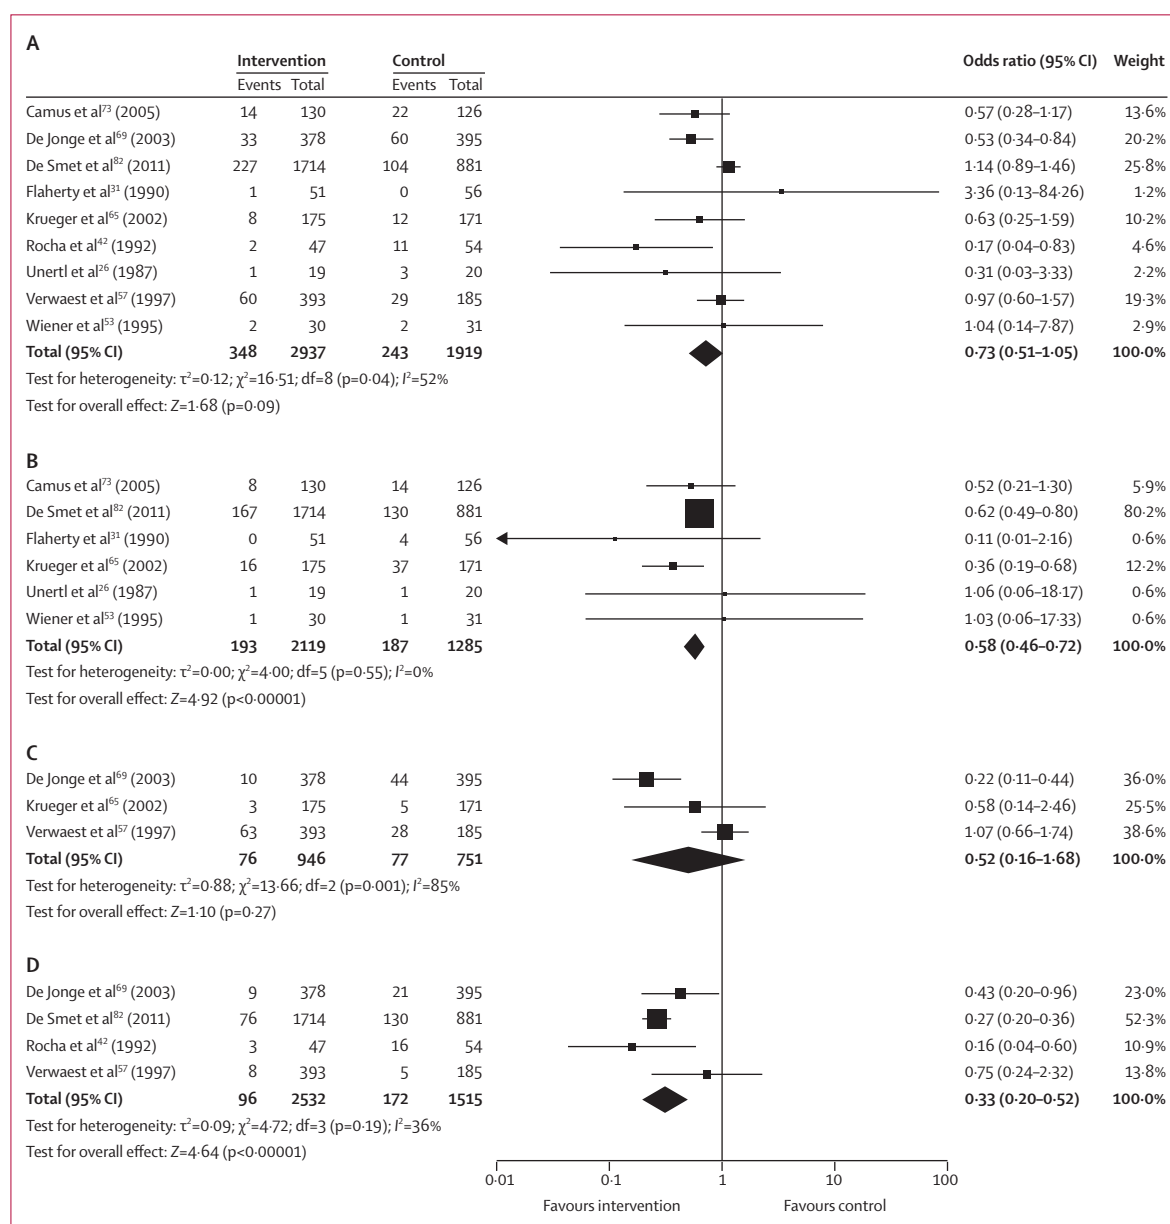 A
Intervention Control Odds ratio (95% CI) Weight
Events Total Events Total
Camus et al⁷³ (2005) 14 130 22 126 0·57 (0·28–1·17) 13·6%
De Jonge et al⁶⁹ (2003) 33 378 60 395 0·53 (0·34–0·84) 20·2%
De Smet et al⁸² (2011) 227 1714 104 881 1·14 (0·89–1·46) 25·8%
Flaherty et al³¹ (1990) 1 51 0 56 3·36 (0·13–84·26) 1·2%
Krueger et al⁶⁵ (2002) 8 175 12 171 0·63 (0·25–1·59) 10·2%
Rocha et al⁴² (1992) 2 47 11 54 0·17 (0·04–0·83) 4·6%
Unertl et al²⁶ (1987) 1 19 3 20 0·31 (0·03–3·33) 2·2%
Verwaest et al⁵⁷ (1997) 60 393 29 185 0·97 (0·60–1·57) 19·3%
Wiener et al⁵³ (1995) 2 30 2 31 1·04 (0·14–7·87) 2·9%
Total (95% CI) 348 2937 243 1919 0·73 (0·51–1·05) 100·0%
Test for heterogeneity: τ²=0·12; χ²=16·51; df=8 (p=0·04); I²=52%
Test for overall effect: Z=1·68 (p=0·09)
B
Camus et al⁷³ (2005) 8 130 14 126 0·52 (0·21–1·30) 5·9%
De Smet et al⁸² (2011) 167 1714 130 881 0·62 (0·49–0·80) 80·2%
Flaherty et al³¹ (1990) 0 51 4 56 0·11 (0·01–2·16) 0·6%
Krueger et al⁶⁵ (2002) 16 175 37 171 0·36 (0·19–0·68) 12·2%
Unertl et al²⁶ (1987) 1 19 1 20 1·06 (0·06–18·17) 0·6%
Wiener et al⁵³ (1995) 1 30 1 31 1·03 (0·06–17·33) 0·6%
Total (95% CI) 193 2119 187 1285 0·58 (0·46–0·72) 100·0%
Test for heterogeneity: τ²=0·00; χ²=4·00; df=5 (p=0·55); I²=0%
Test for overall effect: Z=4·92 (p<0·00001)
C
De Jonge et al⁶⁹ (2003) 10 378 44 395 0·22 (0·11–0·44) 36·0%
Krueger et al⁶⁵ (2002) 3 175 5 171 0·58 (0·14–2·46) 25·5%
Verwaest et al⁵⁷ (1997) 63 393 28 185 1·07 (0·66–1·74) 38·6%
Total (95% CI) 76 946 77 751 0·52 (0·16–1·68) 100·0%
Test for heterogeneity: τ²=0·88; χ²=13·66; df=2 (p=0·001); I²=85%
Test for overall effect: Z=1·10 (p=0·27)
D
De Jonge et al⁶⁹ (2003) 9 378 21 395 0·43 (0·20–0·96) 23·0%
De Smet et al⁸² (2011) 76 1714 130 881 0·27 (0·20–0·36) 52·3%
Rocha et al⁴² (1992) 3 47 16 54 0·16 (0·04–0·60) 10·9%
Verwaest et al⁵⁷ (1997) 8 393 5 185 0·75 (0·24–2·32) 13·8%
Total (95% CI) 96 2532 172 1515 0·33 (0·20–0·52) 100·0%
Test for heterogeneity: τ²=0·09; χ²=4·72; df=3 (p=0·19); I²=36%
Test for overall effect: Z=4·64 (p<0·00001)
0·01 0·1 1 10 100
Favours intervention Favours control